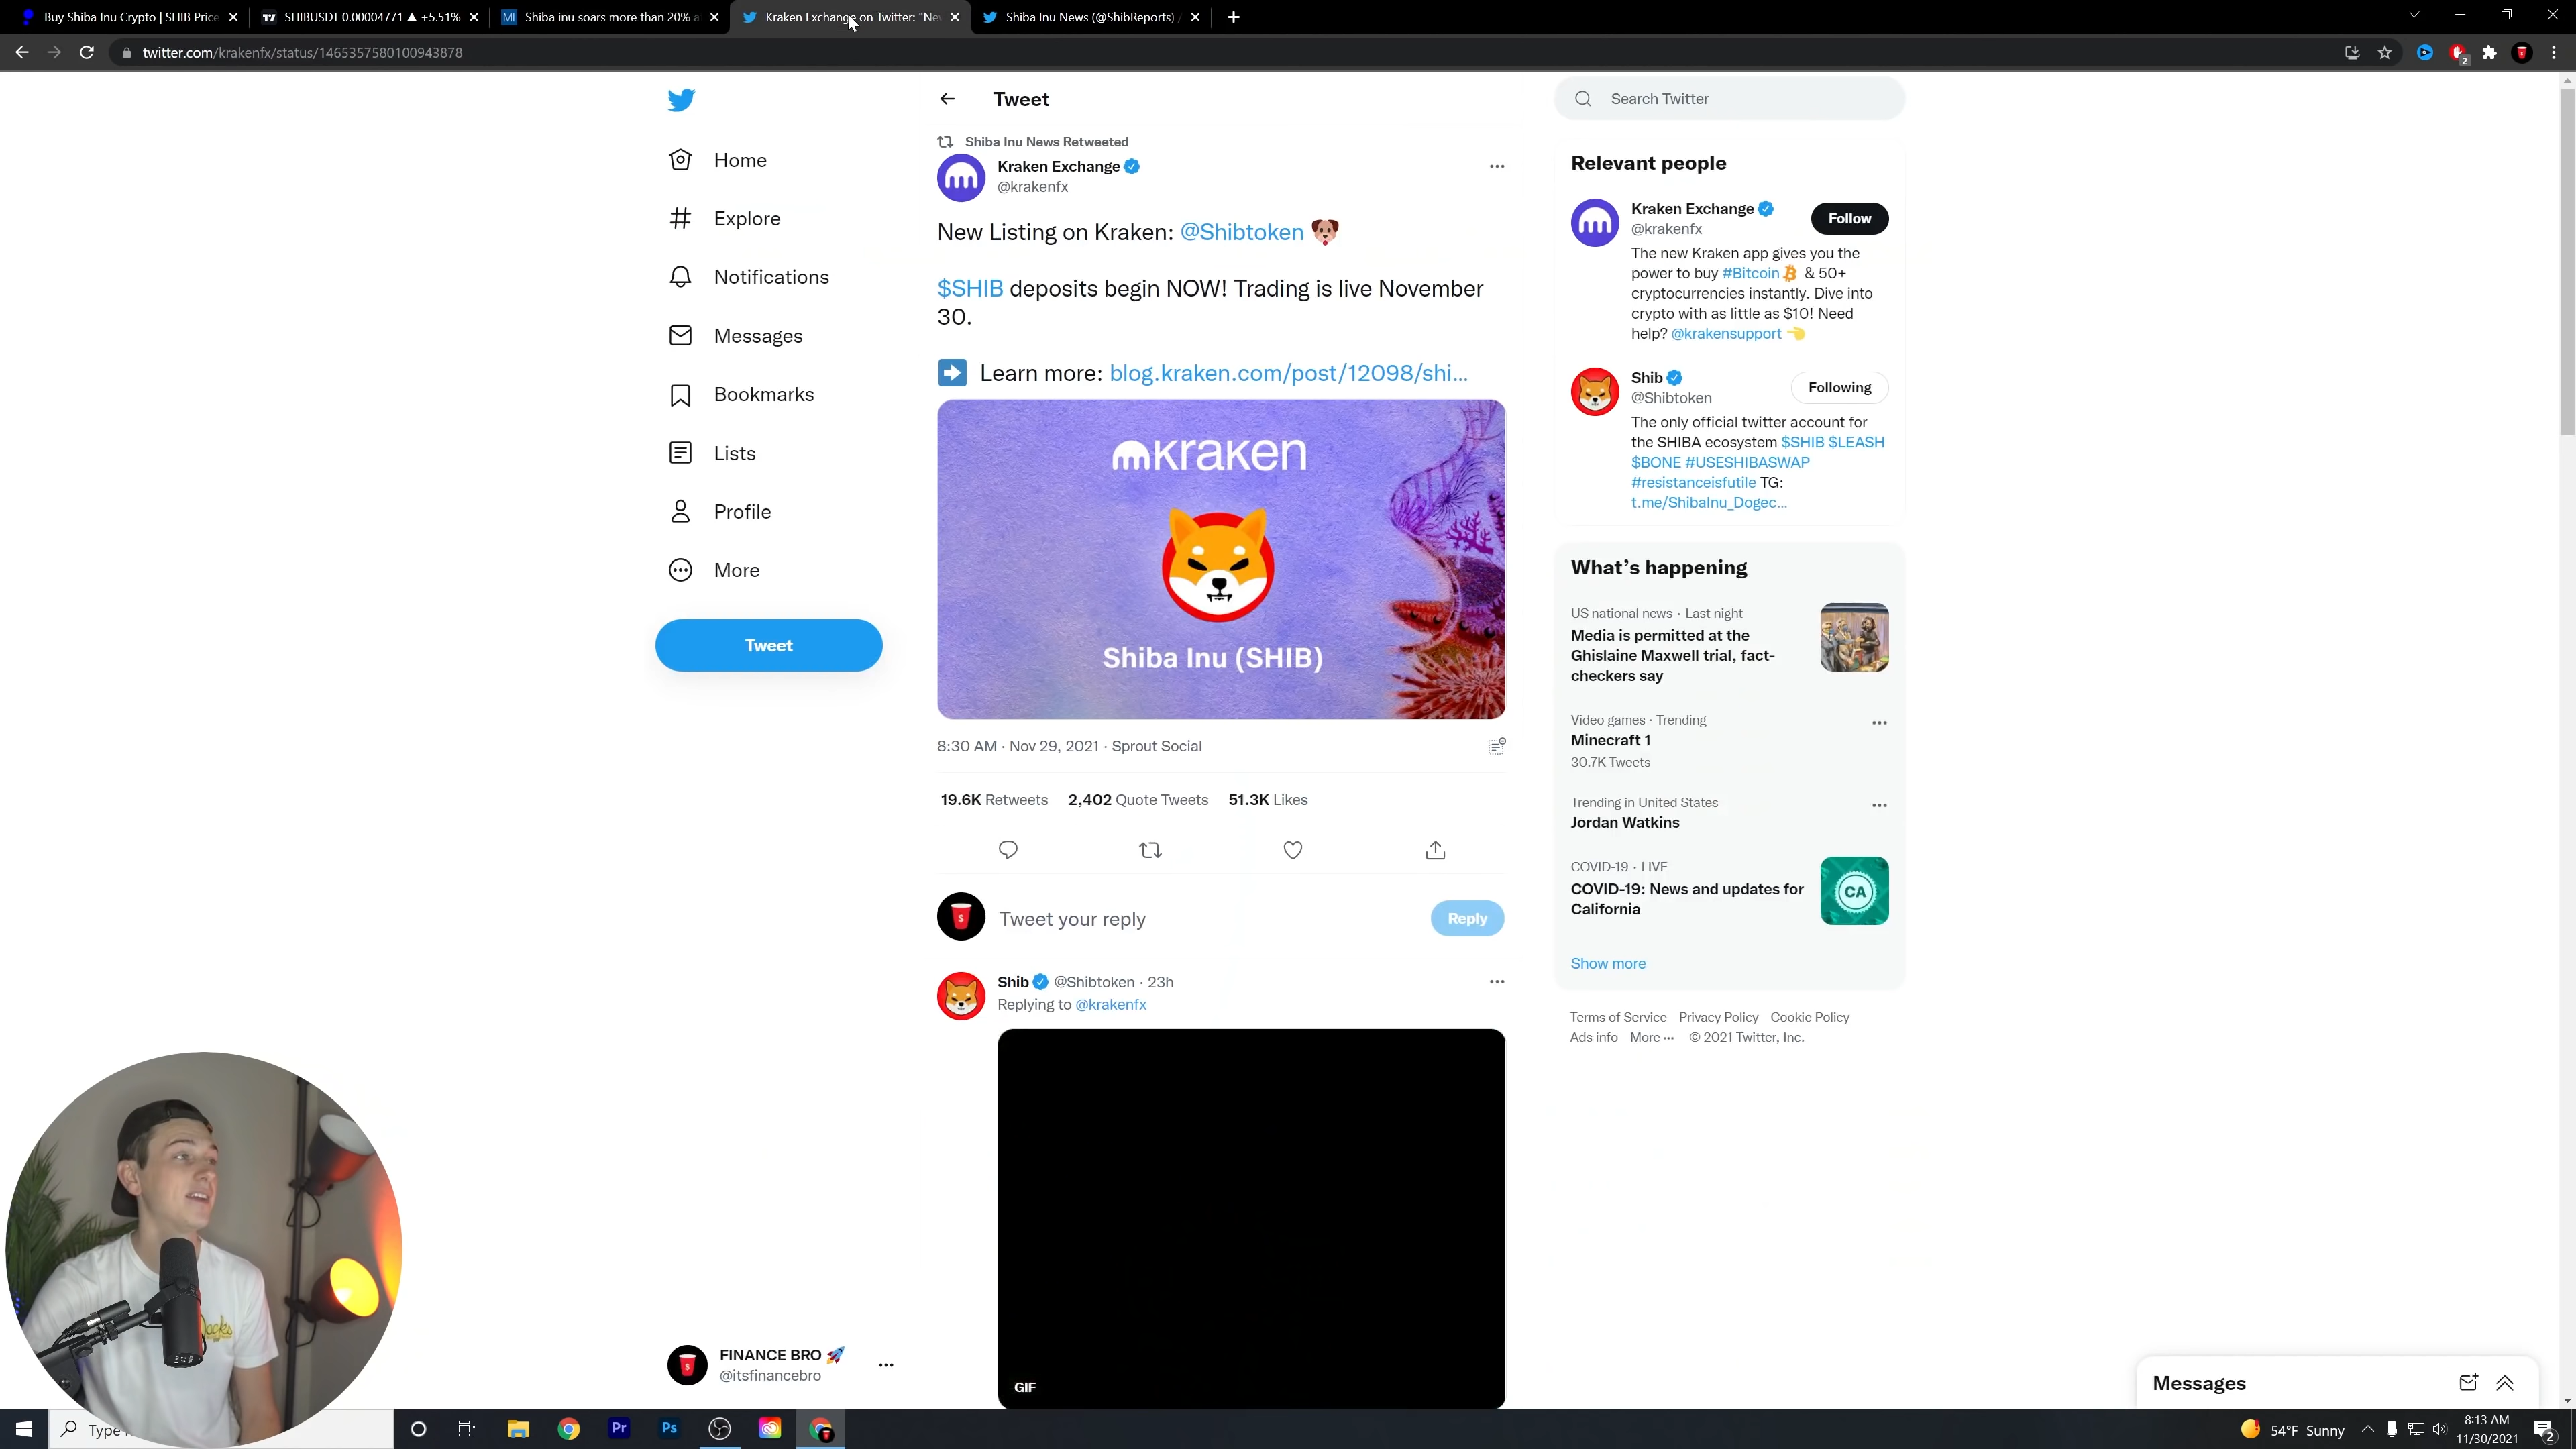 Buy Shiba Inu Crypto | SHIB Price
SHIBUSDT 0.00004771 ▲ +5.51%
Shiba inu soars more than 20% a
Kraken Exchange on Twitter: "Ne
Shiba Inu News (@ShibReports) /
twitter.com/krakenfx/status/1465357580100943878
2
Home
Explore
Notifications
Messages
Bookmarks
Lists
Profile
More
Tweet
FINANCE BRO 🚀
@itsfinancebro
Tweet
Shiba Inu News Retweeted
Kraken Exchange
@krakenfx
New Listing on Kraken: @Shibtoken 🐶
$SHIB deposits begin NOW! Trading is live November
30.
➡️ Learn more: blog.kraken.com/post/12098/shi...
kraken
Shiba Inu (SHIB)
8:30 AM · Nov 29, 2021 · Sprout Social
19.6K Retweets 2,402 Quote Tweets 51.3K Likes
Tweet your reply
Reply
Shib @Shibtoken · 23h
Replying to @krakenfx
GIF
Search Twitter
Relevant people
Kraken Exchange
@krakenfx
Follow
The new Kraken app gives you the
power to buy #Bitcoin & 50+
cryptocurrencies instantly. Dive into
crypto with as little as $10! Need
help? @krakensupport 👈
Shib
@Shibtoken
Following
The only official twitter account for
the SHIBA ecosystem $SHIB $LEASH
$BONE #USESHIBASWAP
#resistanceisfutile TG:
t.me/ShibaInu_Dogec...
What's happening
US national news · Last night
Media is permitted at the
Ghislaine Maxwell trial, fact-
checkers say
Video games · Trending
Minecraft 1
30.7K Tweets
Trending in United States
Jordan Watkins
COVID-19 · LIVE
COVID-19: News and updates for
California
CA
Show more
Terms of Service Privacy Policy Cookie Policy
Ads info More ··· © 2021 Twitter, Inc.
Messages
Type
Pr
Ps
54°F Sunny
8:13 AM
11/30/2021
2